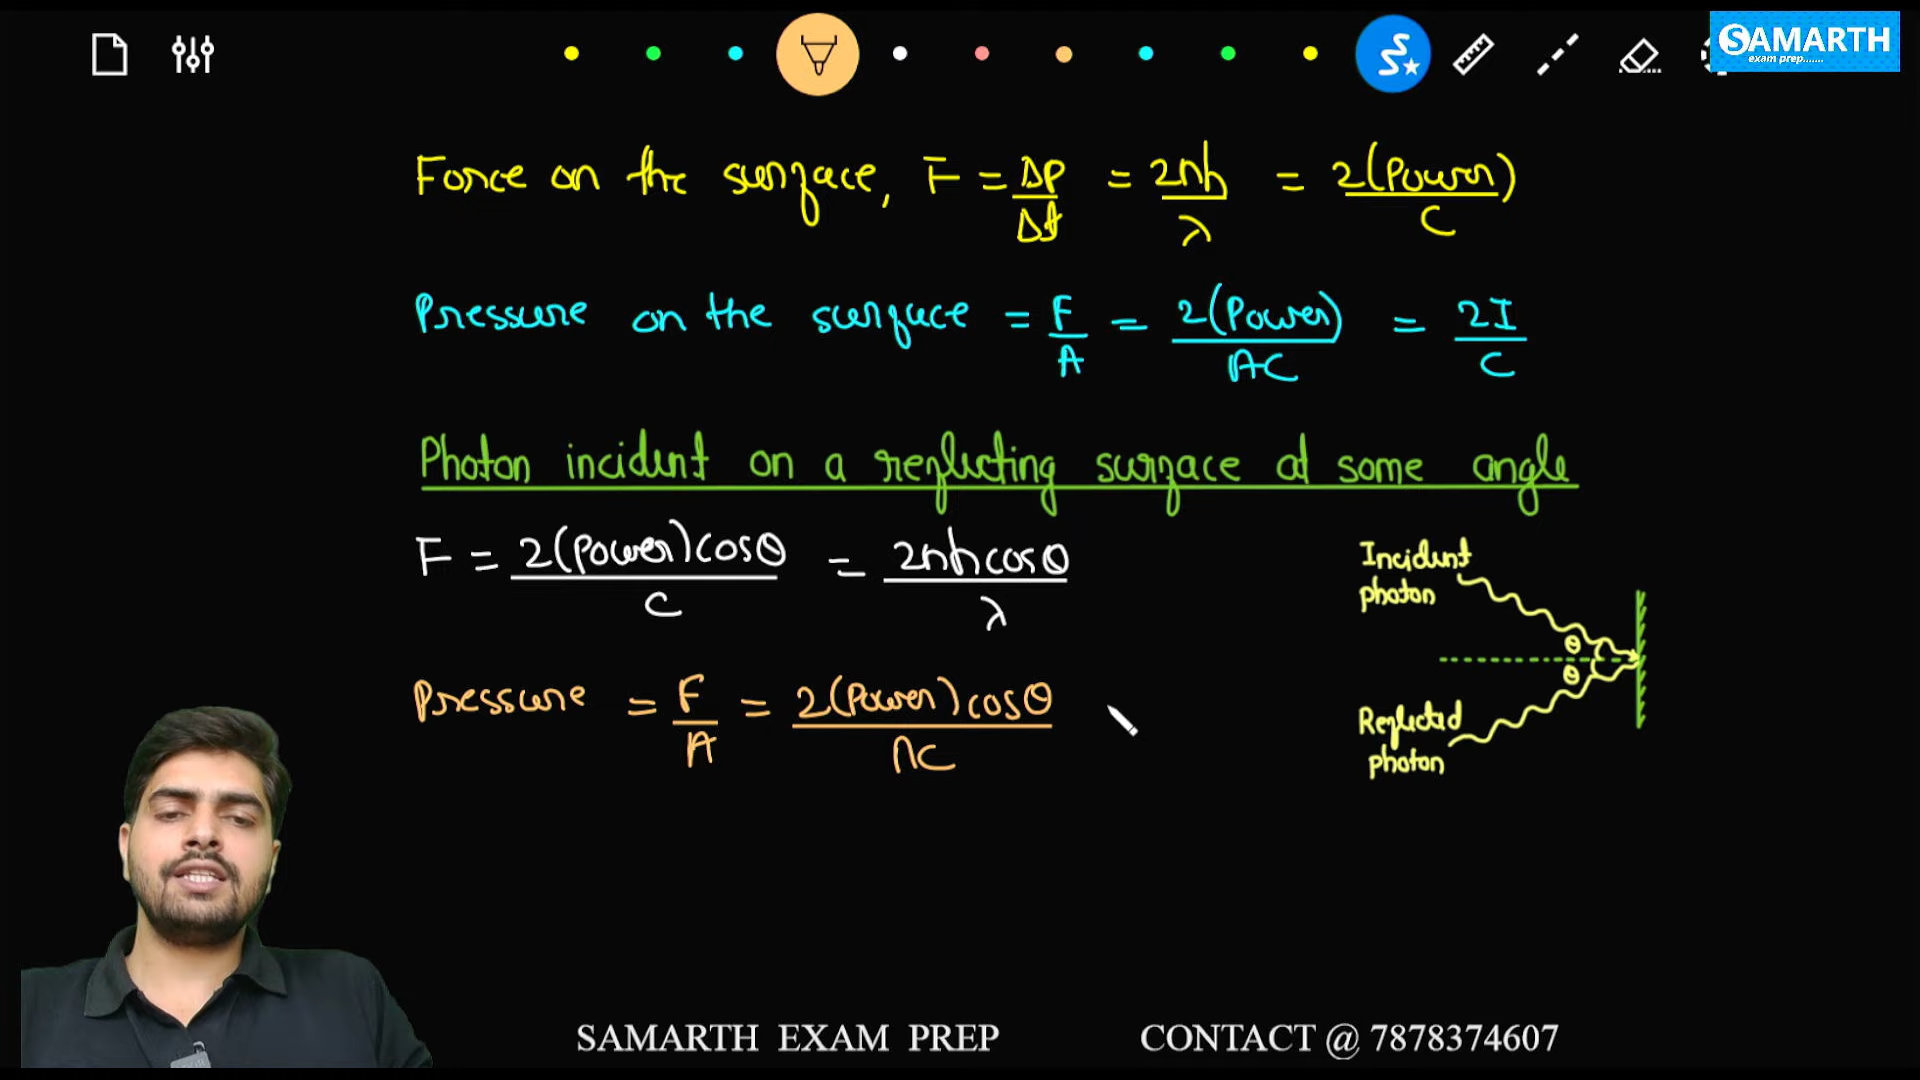 SAMARTH
exam prep.......
Force on the surface, F = ΔP/Δt = 2nh/λ = 2(Power)/C
Pressure on the surface = F/A = 2(Power)/AC = 2I/C
Photon incident on a reflecting surface at some angle
F = 2(Power)cosθ/C = 2nhcosθ/λ
Incident
photon
θ
θ
Pressure = F/A = 2(Power)cosθ/AC
Reflected
photon
SAMARTH EXAM PREP CONTACT @ 7878374607